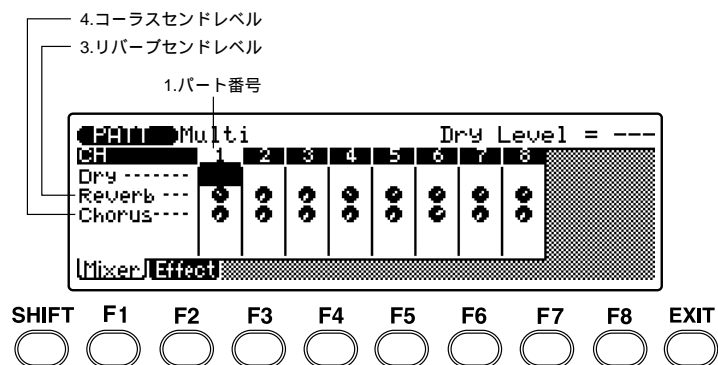 4.コーラスセンドレベル
3.リバーブセンドレベル
1.パート番号
PATT Multi Dry Level = ---
CH 1 2 3 4 5 6 7 8
Dry -------
Reverb ---
Chorus----
Mixer Effect
SHIFT F1 F2 F3 F4 F5 F6 F7 F8 EXIT